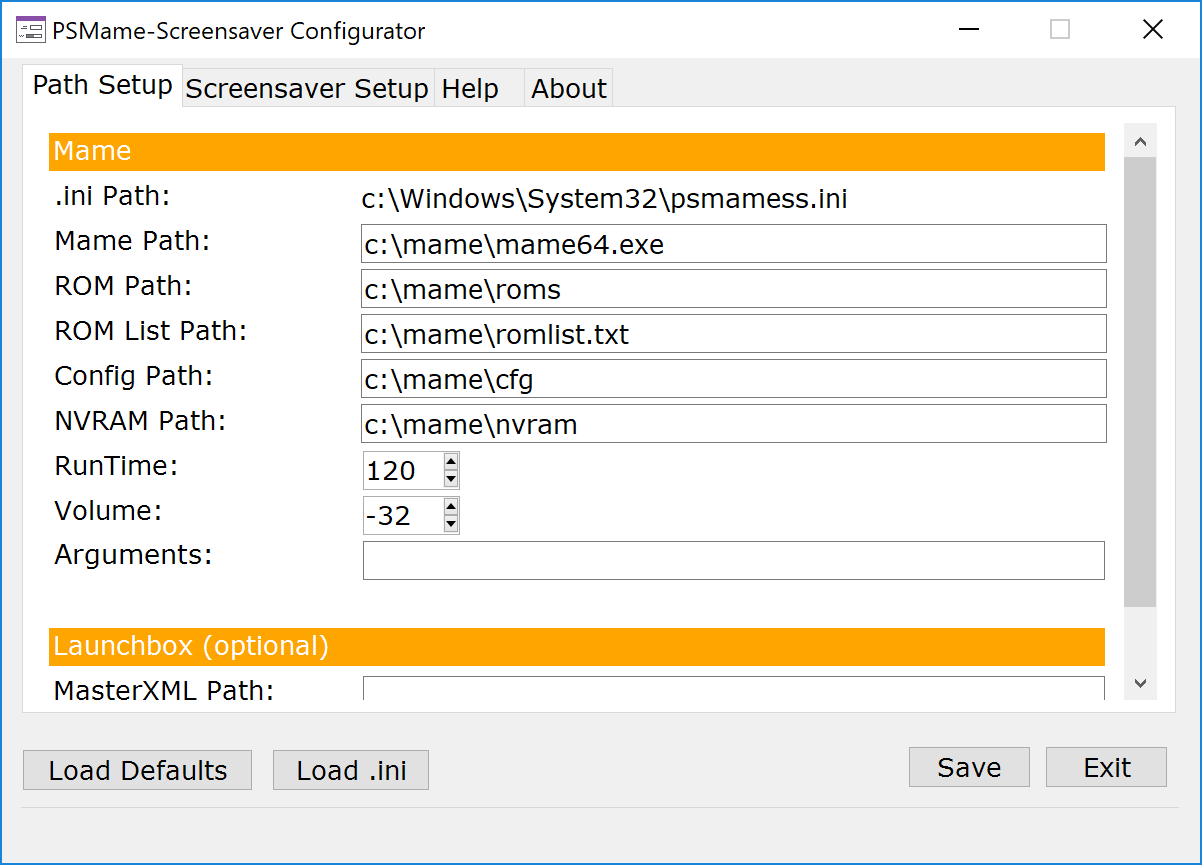 PSMame-Screensaver Configurator
Path Setup Screensaver Setup Help About
Mame
.ini Path: c:\Windows\System32\psmamess.ini
Mame Path: c:\mame\mame64.exe
ROM Path: c:\mame\roms
ROM List Path: c:\mame\romlist.txt
Config Path: c:\mame\cfg
NVRAM Path: c:\mame\nvram
RunTime: 120
Volume: -32
Arguments:
Launchbox (optional)
MasterXML Path:
Load Defaults Load .ini Save Exit